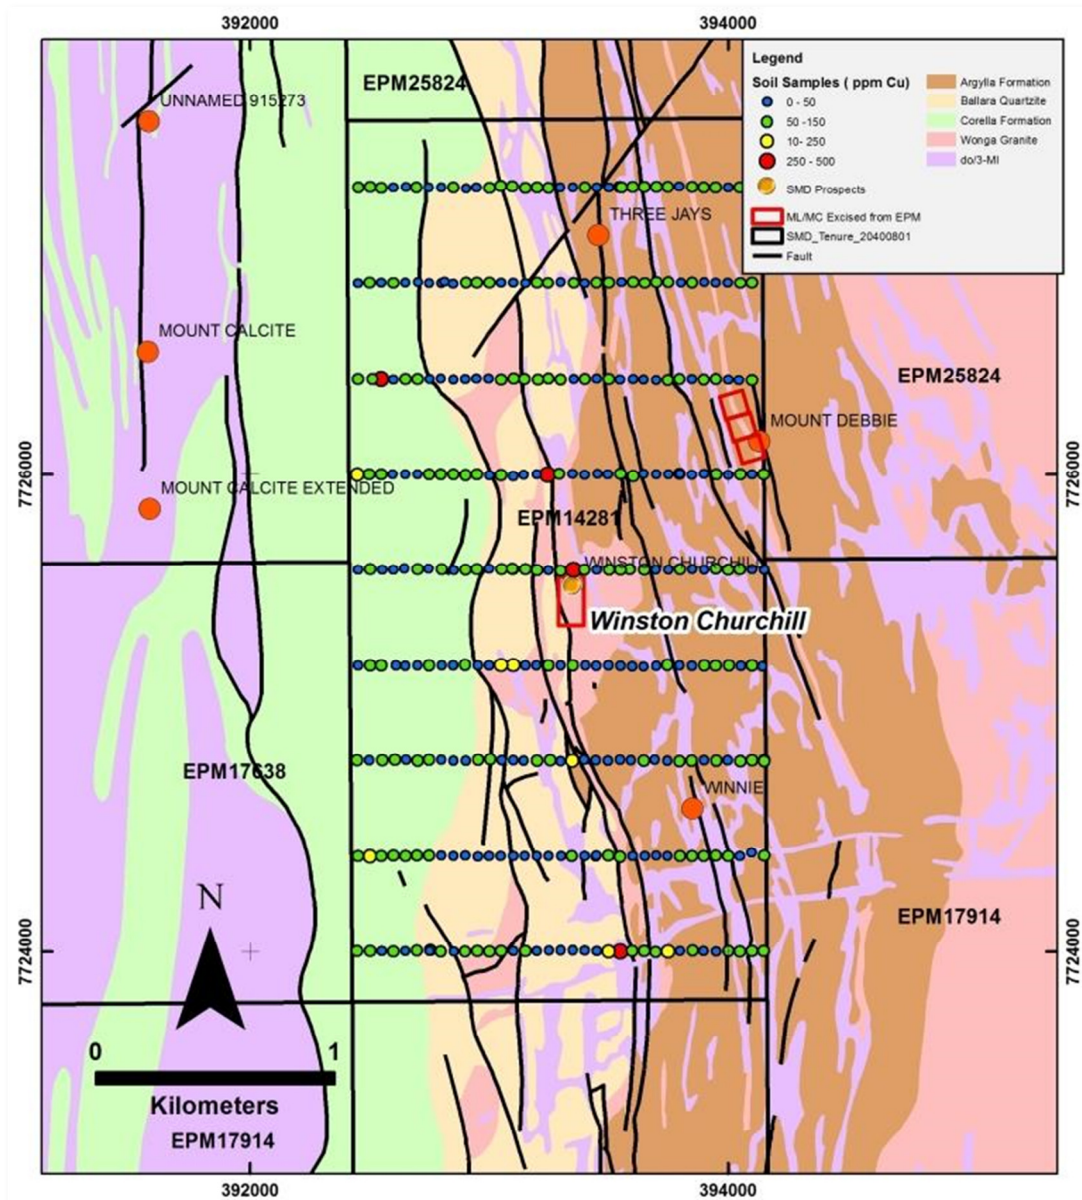 392000
394000
EPM25824
UNNAMED 915273
Legend
Soil Samples ( ppm Cu)
0 - 50
50 -150
10- 250
250 - 500
SMD Prospects
ML/MC Excised from EPM
SMD_Tenure_20400801
Fault
Argylla Formation
Ballara Quartzite
Corella Formation
Wonga Granite
do/3-MI
THREE JAYS
MOUNT CALCITE
EPM25824
MOUNT DEBBIE
7726000
7726000
MOUNT CALCITE EXTENDED
EPM14281
WINSTON CHURCHILL
Winston Churchill
EPM17638
WINNIE
N
EPM17914
7724000
7724000
0
1
Kilometers
EPM17914
392000
394000